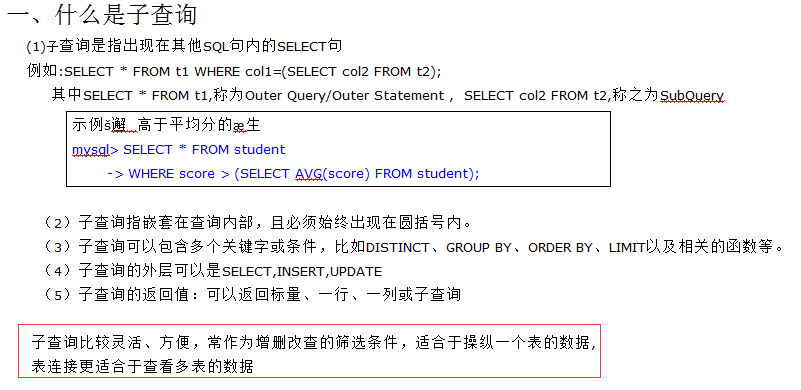 一、什么是子查询
(1)子查询是指出现在其他SQL句内的SELECT句
例如:SELECT * FROM t1 WHERE col1=(SELECT col2 FROM t2);
其中SELECT * FROM t1,称为Outer Query/Outer Statement , SELECT col2 FROM t2,称之为SubQuery
示例š解 高于平均分的æ生
mysql> SELECT * FROM student
-> WHERE score > (SELECT AVG(score) FROM student);
（2）子查询指嵌套在查询内部，且必须始终出现在圆括号内。
（3）子查询可以包含多个关键字或条件，比如DISTINCT、GROUP BY、ORDER BY、LIMIT以及相关的函数等。
（4）子查询的外层可以是SELECT,INSERT,UPDATE
（5）子查询的返回值：可以返回标量、一行、一列或子查询
子查询比较灵活、方便，常作为增删改查的筛选条件，适合于操纵一个表的数据,
表连接更适合于查看多表的数据